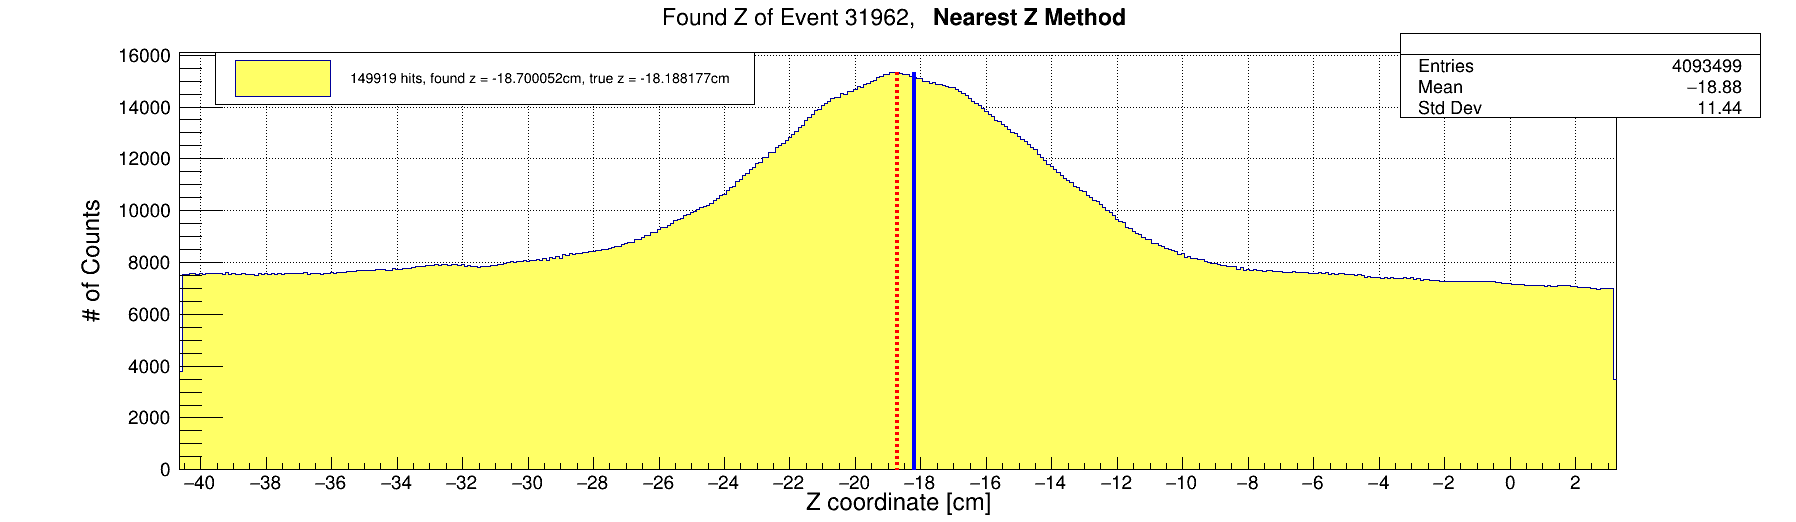 Found Z of Event 31962, Nearest Z Method
149919 hits, found z = -18.700052cm, true z = -18.188177cm
Entries 4093499
Mean −18.88
Std Dev 11.44
16000
14000
12000
10000
8000
6000
4000
2000
0
# of Counts
−40 −38 −36 −34 −32 −30 −28 −26 −24 −22 −20 −18 −16 −14 −12 −10 −8 −6 −4 −2 0 2
Z coordinate [cm]